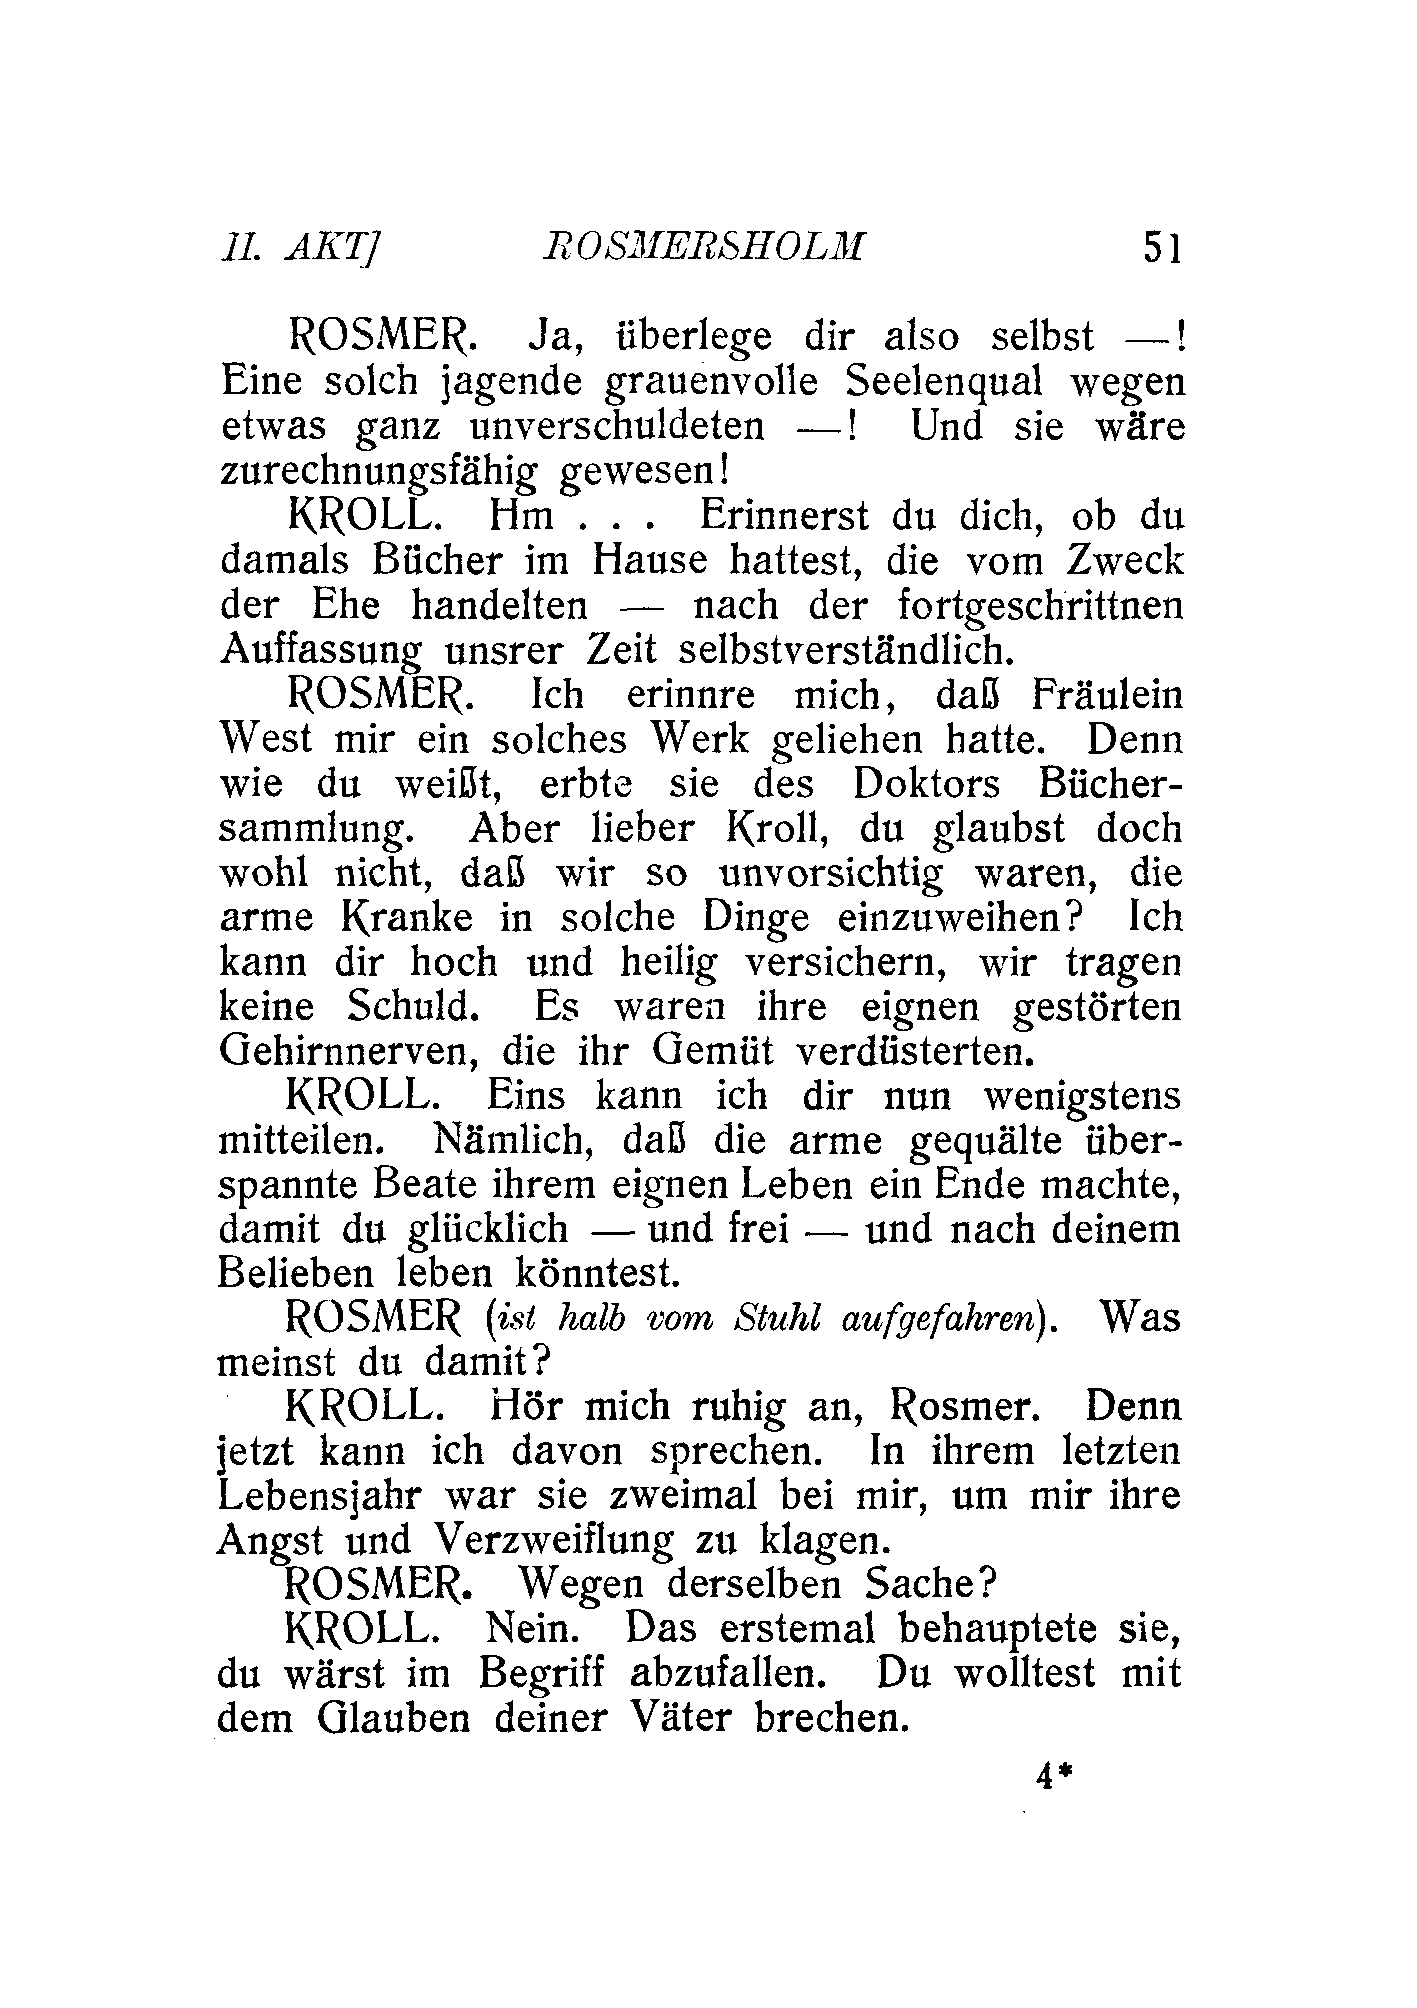 II. AKT] ROSMERSHOLM 51
ROSMER. Ja, überlege dir also selbst —!
Eine solch jagende grauenvolle Seelenqual wegen
etwas ganz unverschuldeten —! Und sie wäre
zurechnungsfähig gewesen!
KROLL. Hm . . . Erinnerst du dich, ob du
damals Bücher im Hause hattest, die vom Zweck
der Ehe handelten — nach der fortgeschrittnen
Auffassung unsrer Zeit selbstverständlich.
ROSMER. Ich erinnre mich, daß Fräulein
West mir ein solches Werk geliehen hatte. Denn
wie du weißt, erbte sie des Doktors Bücher-
sammlung. Aber lieber Kroll, du glaubst doch
wohl nicht, daß wir so unvorsichtig waren, die
arme Kranke in solche Dinge einzuweihen? Ich
kann dir hoch und heilig versichern, wir tragen
keine Schuld. Es waren ihre eignen gestörten
Gehirnnerven, die ihr Gemüt verdüsterten.
KROLL. Eins kann ich dir nun wenigstens
mitteilen. Nämlich, daß die arme gequälte über-
spannte Beate ihrem eignen Leben ein Ende machte,
damit du glücklich — und frei — und nach deinem
Belieben leben könntest.
ROSMER (ist halb vom Stuhl aufgefahren). Was
meinst du damit?
KROLL. Hör mich ruhig an, Rosmer. Denn
jetzt kann ich davon sprechen. In ihrem letzten
Lebensjahr war sie zweimal bei mir, um mir ihre
Angst und Verzweiflung zu klagen.
ROSMER. Wegen derselben Sache?
KROLL. Nein. Das erstemal behauptete sie,
du wärst im Begriff abzufallen. Du wolltest mit
dem Glauben deiner Väter brechen.
4*